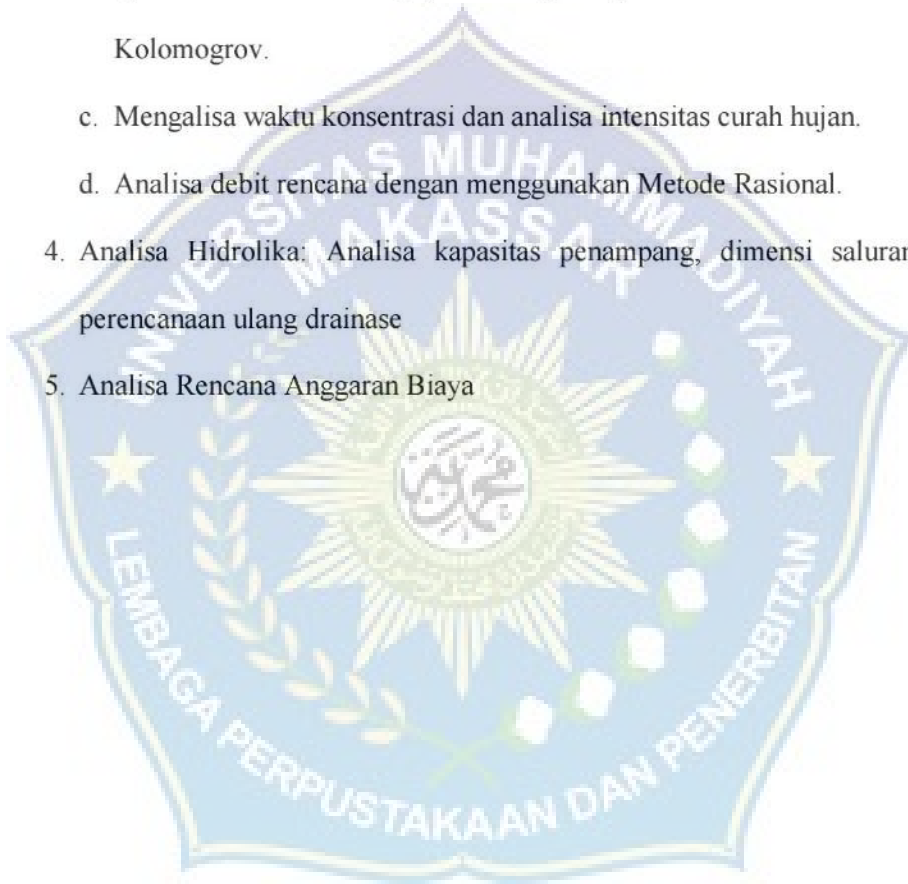 Kolomogrov.
c. Mengalisa waktu konsentrasi dan analisa intensitas curah hujan.
d. Analisa debit rencana dengan menggunakan Metode Rasional.
4. Analisa Hidrolika: Analisa kapasitas penampang, dimensi saluran
perencanaan ulang drainase
5. Analisa Rencana Anggaran Biaya
UNIVERSITAS MUHAMMADIYAH
MAKASSAR
LEMBAGA PERPUSTAKAAN DAN PENERBITAN